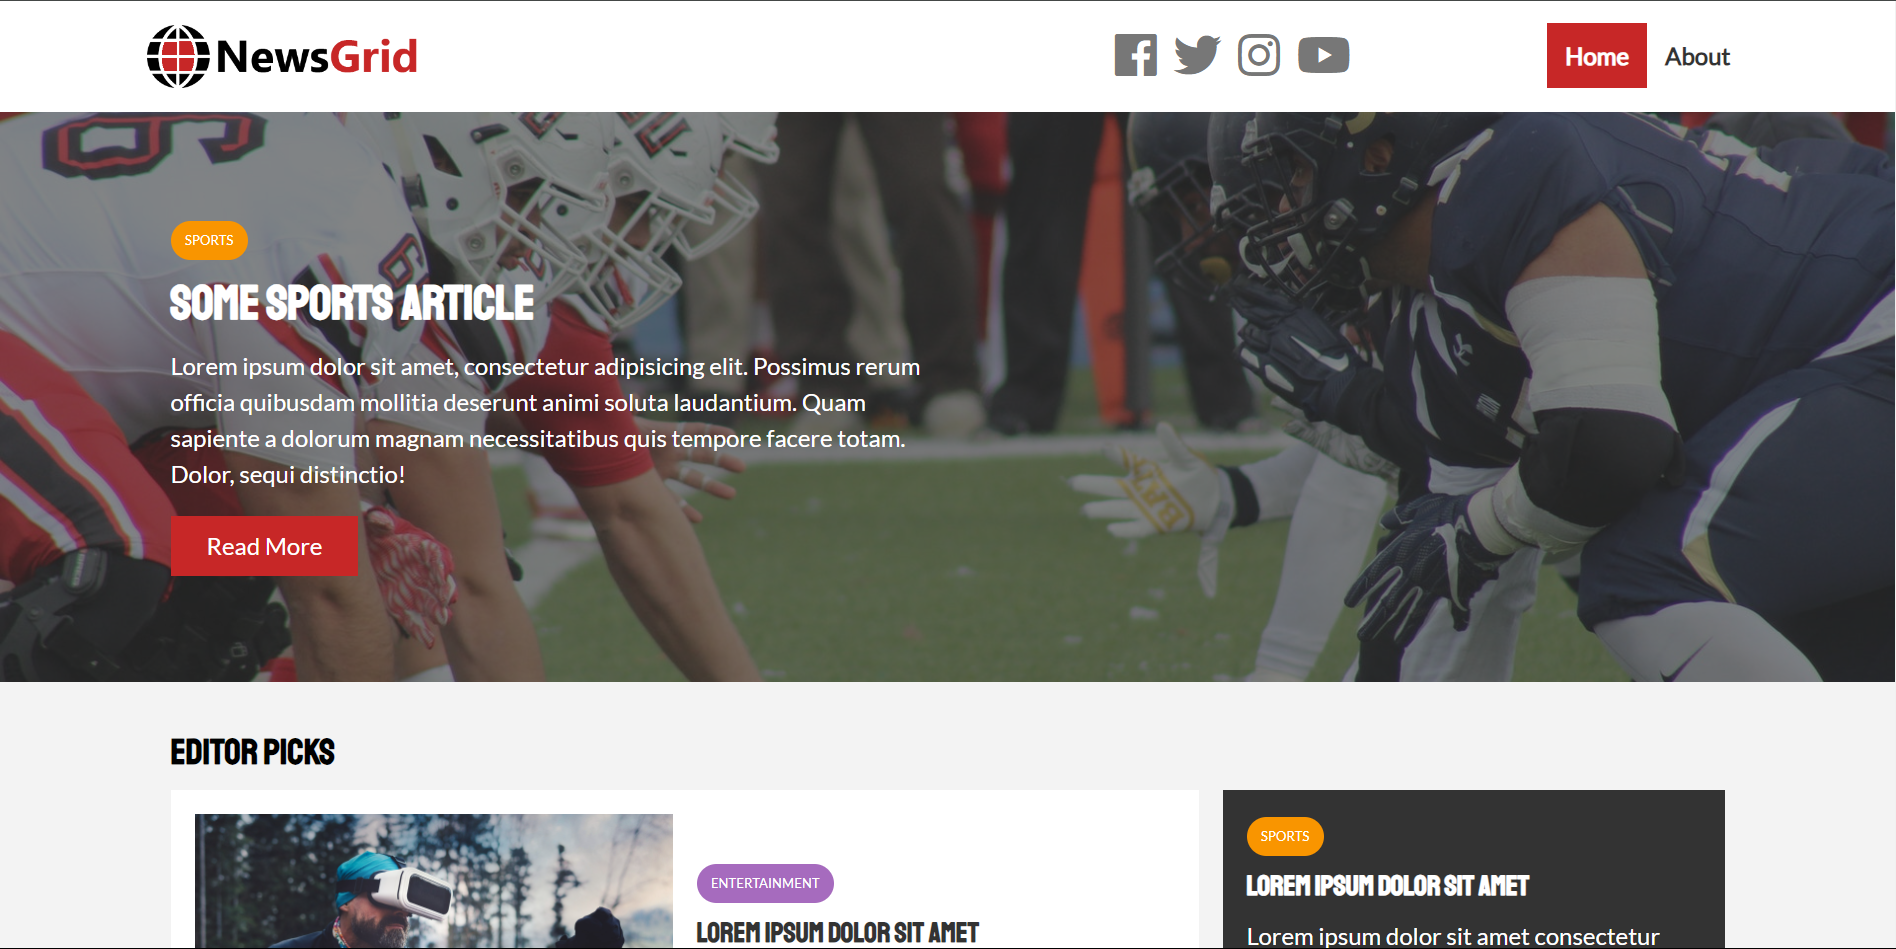 NewsGrid
Home
About
SPORTS
SOME SPORTS ARTICLE
Lorem ipsum dolor sit amet, consectetur adipisicing elit. Possimus rerum
officia quibusdam mollitia deserunt animi soluta laudantium. Quam
sapiente a dolorum magnam necessitatibus quis tempore facere totam.
Dolor, sequi distinctio!
Read More
EDITOR PICKS
ENTERTAINMENT
LOREM IPSUM DOLOR SIT AMET
SPORTS
LOREM IPSUM DOLOR SIT AMET
Lorem ipsum dolor sit amet consectetur